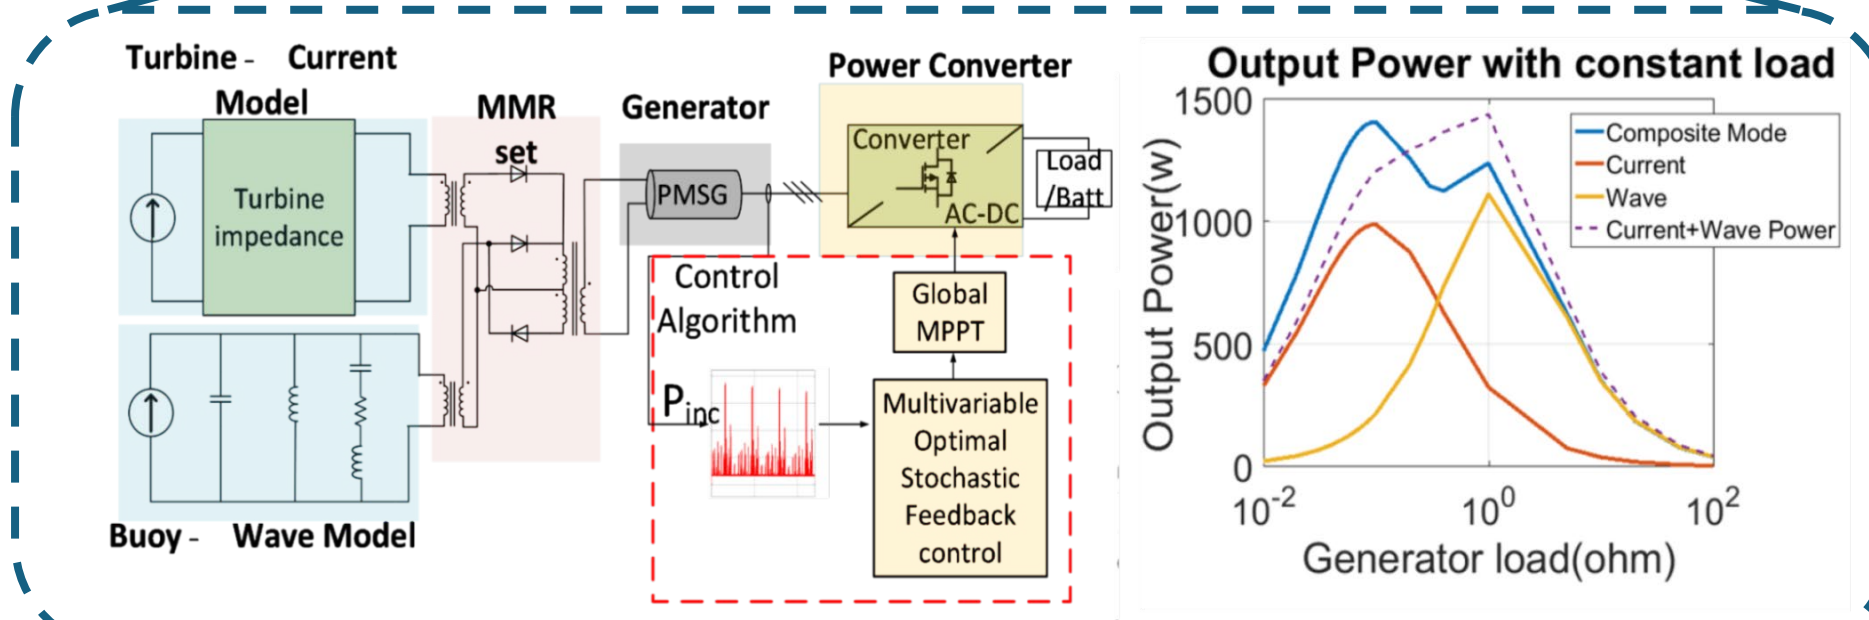 Turbine - Current
Model
MMR
set
Generator
Power Converter
Turbine
impedance
PMSG
Converter
AC-DC
Load
/Batt
Control
Algorithm
Global
MPPT
Pinc
Multivariable
Optimal
Stochastic
Feedback
control
Buoy - Wave Model
Output Power with constant load
Output Power(w)
1500
1000
500
0
10-2
100
102
Generator load(ohm)
Composite Mode
Current
Wave
Current+Wave Power